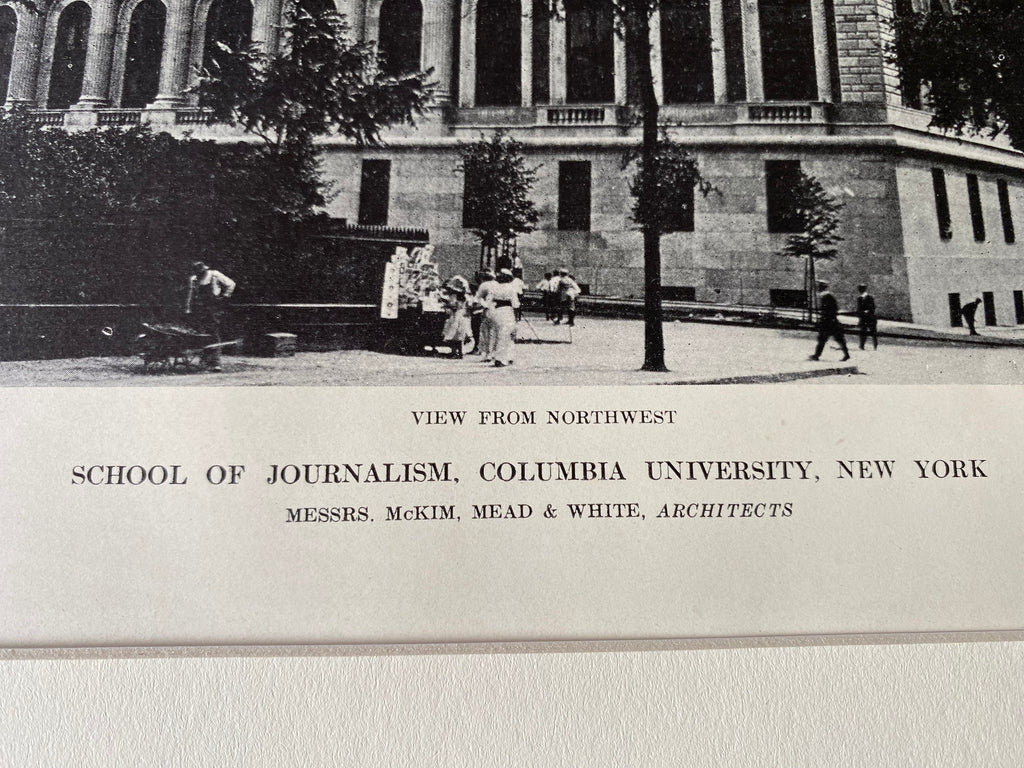 VIEW FROM NORTHWEST
SCHOOL OF JOURNALISM, COLUMBIA UNIVERSITY, NEW YORK
MESSRS. McKIM, MEAD & WHITE, ARCHITECTS